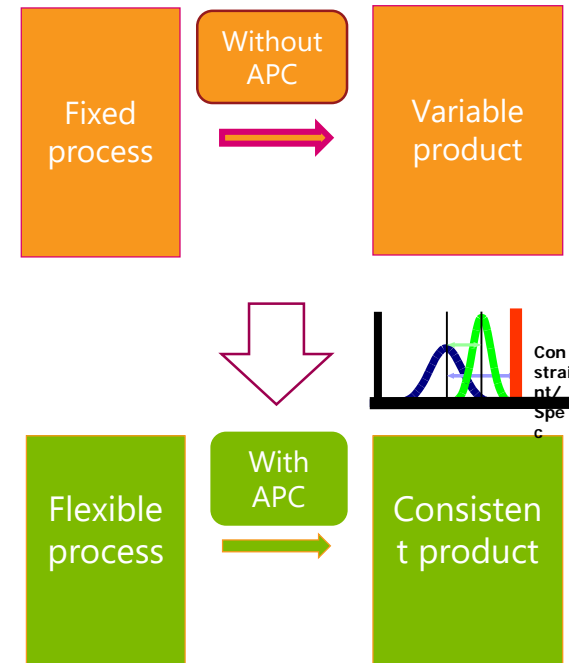 Without
APC
Fixed
process
Variable
product
Con
strai
nt/
Spe
c
With
APC
Flexible
process
Consisten
t product